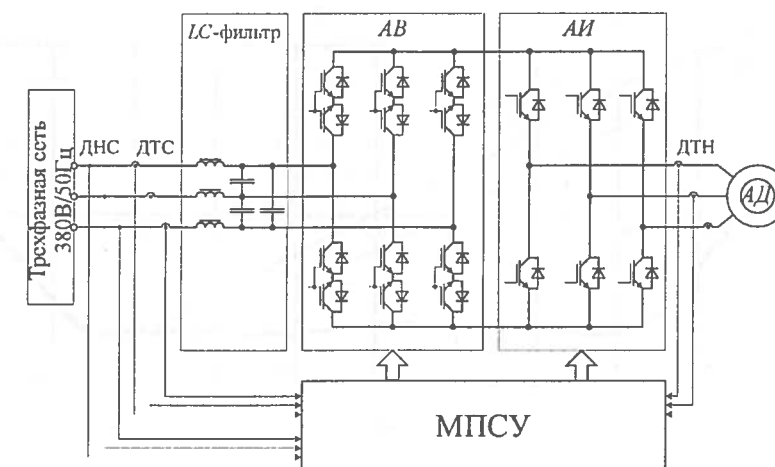 LC-фильтр
АВ
АИ
Трехфазная сеть
380В/50Гц
ДНС
ДТС
ДТН
АД
МПСУ